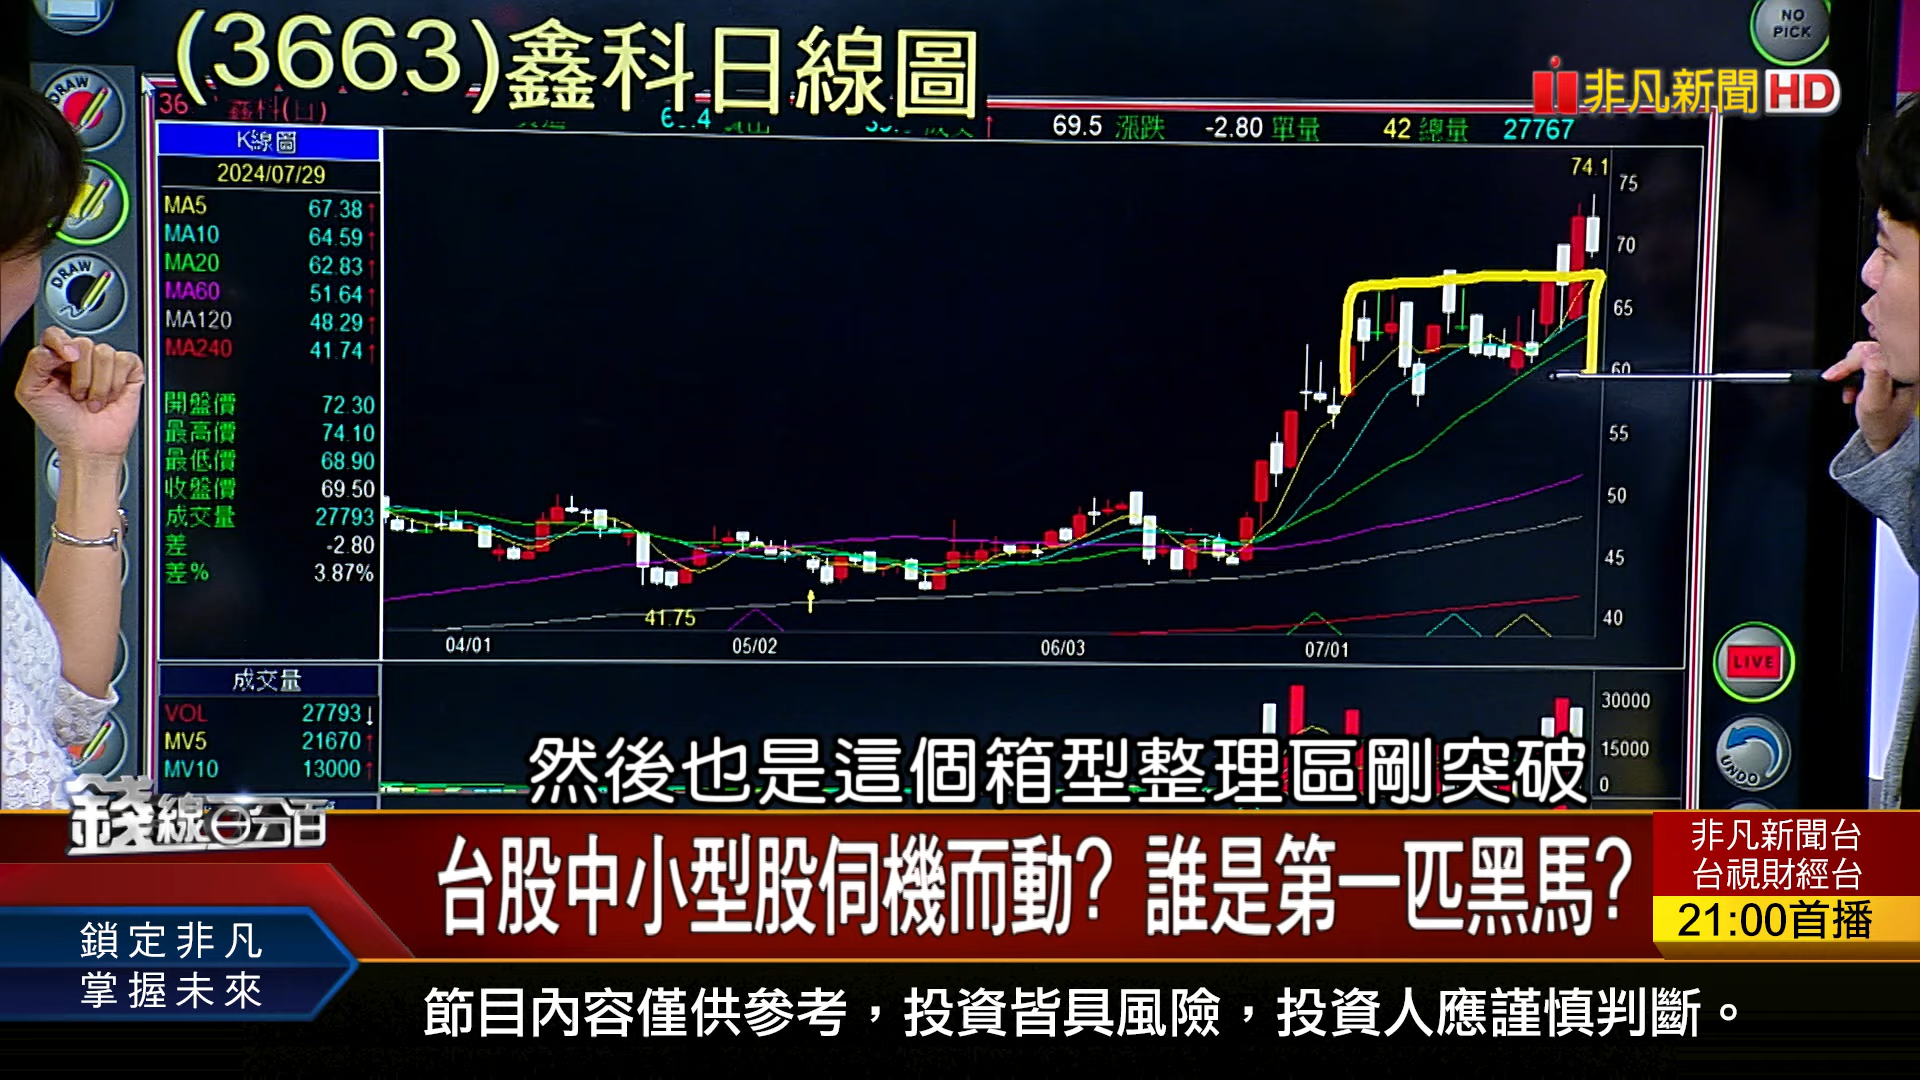 (3663)鑫科日線圖
NO
PICK
非凡新聞HD
DRAW
36
鑫科(日)
69.5 漲跌 -2.80 單量 42 總量 27767
K線圖
2024/07/29
MA5 67.38↑
MA10 64.59↑
MA20 62.83↑
MA60 51.64↑
MA120 48.29↑
MA240 41.74↑
開盤價 72.30
最高價 74.10
最低價 68.90
收盤價 69.50
成交量 27793
差 -2.80
差% 3.87%
74.1
75
70
65
60
55
50
45
40
41.75
04/01
05/02
06/03
07/01
DRAW
LIVE
UNDO
成交量
VOL 27793↓
MV5 21670↑
MV10 13000↑
30000
15000
0
然後也是這個箱型整理區剛突破
錢線百分百
台股中小型股伺機而動? 誰是第一匹黑馬?
非凡新聞台
台視財經台
21:00首播
鎖定非凡
掌握未來
節目內容僅供參考，投資皆具風險，投資人應謹慎判斷。